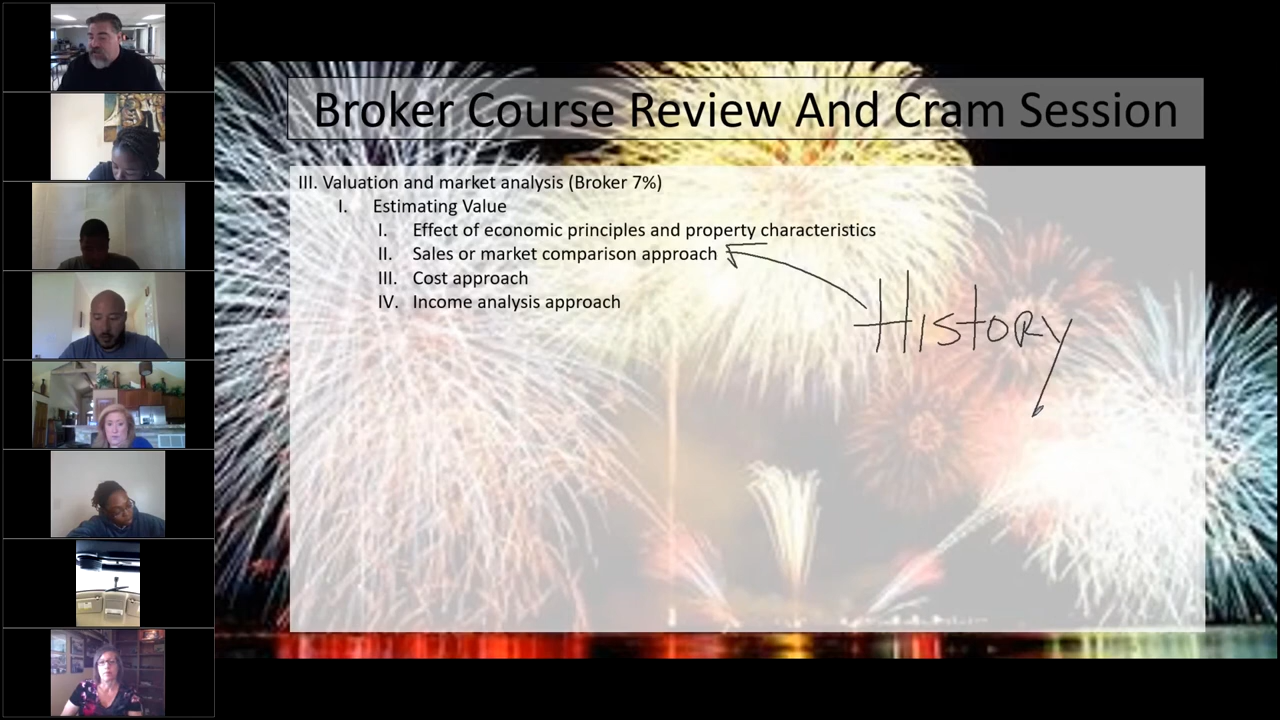 Broker Course Review And Cram Session
III. Valuation and market analysis (Broker 7%)
I. Estimating Value
I. Effect of economic principles and property characteristics
II. Sales or market comparison approach
III. Cost approach
IV. Income analysis approach
HISTORY